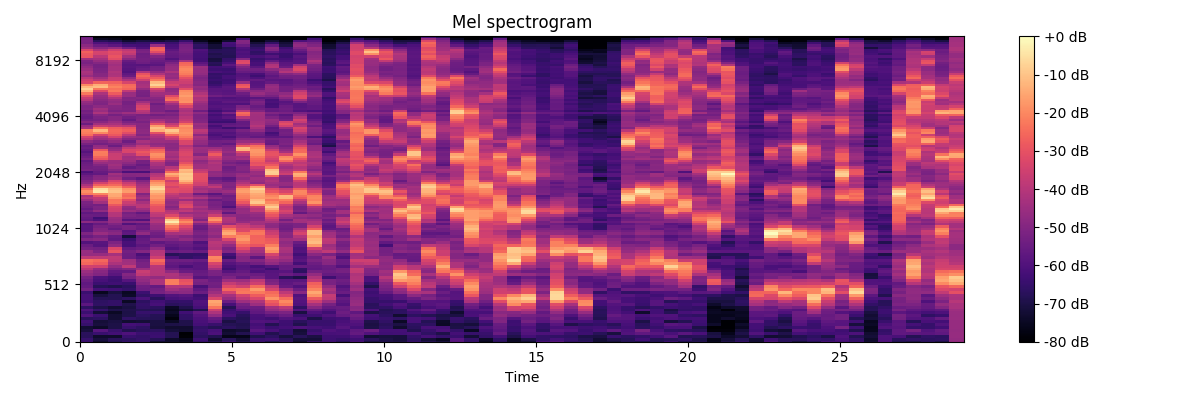 Mel spectrogram
+0 dB
8192
-10 dB
4096
-20 dB
-30 dB
2048
-40 dB
Hz
-50 dB
1024
-60 dB
512
-70 dB
0
-80 dB
0 5 10 15 20 25
Time